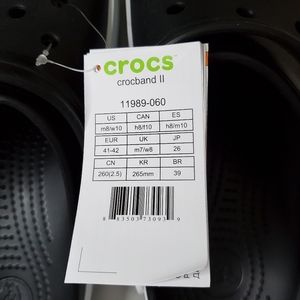 crocs
crocband II
11989-060
US CAN ES
m8/w10 h8/f10 h8/m10
EUR UK JP
41-42 m7/w8 26
CN KR BR
260(2.5) 265mm 39